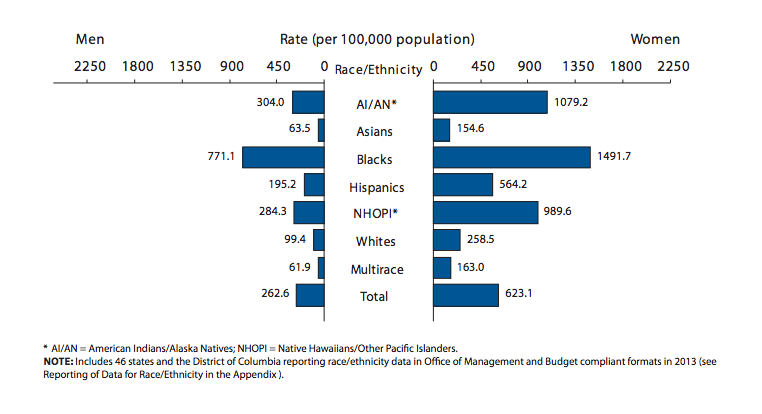 Men Rate (per 100,000 population) Women
2250 1800 1350 900 450 0 Race/Ethnicity 0 450 900 1350 1800 2250
304.0 AI/AN* 1079.2
63.5 Asians 154.6
771.1 Blacks 1491.7
195.2 Hispanics 564.2
284.3 NHOPI* 989.6
99.4 Whites 258.5
61.9 Multirace 163.0
262.6 Total 623.1
* AI/AN = American Indians/Alaska Natives; NHOPI = Native Hawaiians/Other Pacific Islanders.
NOTE: Includes 46 states and the District of Columbia reporting race/ethnicity data in Office of Management and Budget compliant formats in 2013 (see
Reporting of Data for Race/Ethnicity in the Appendix ).